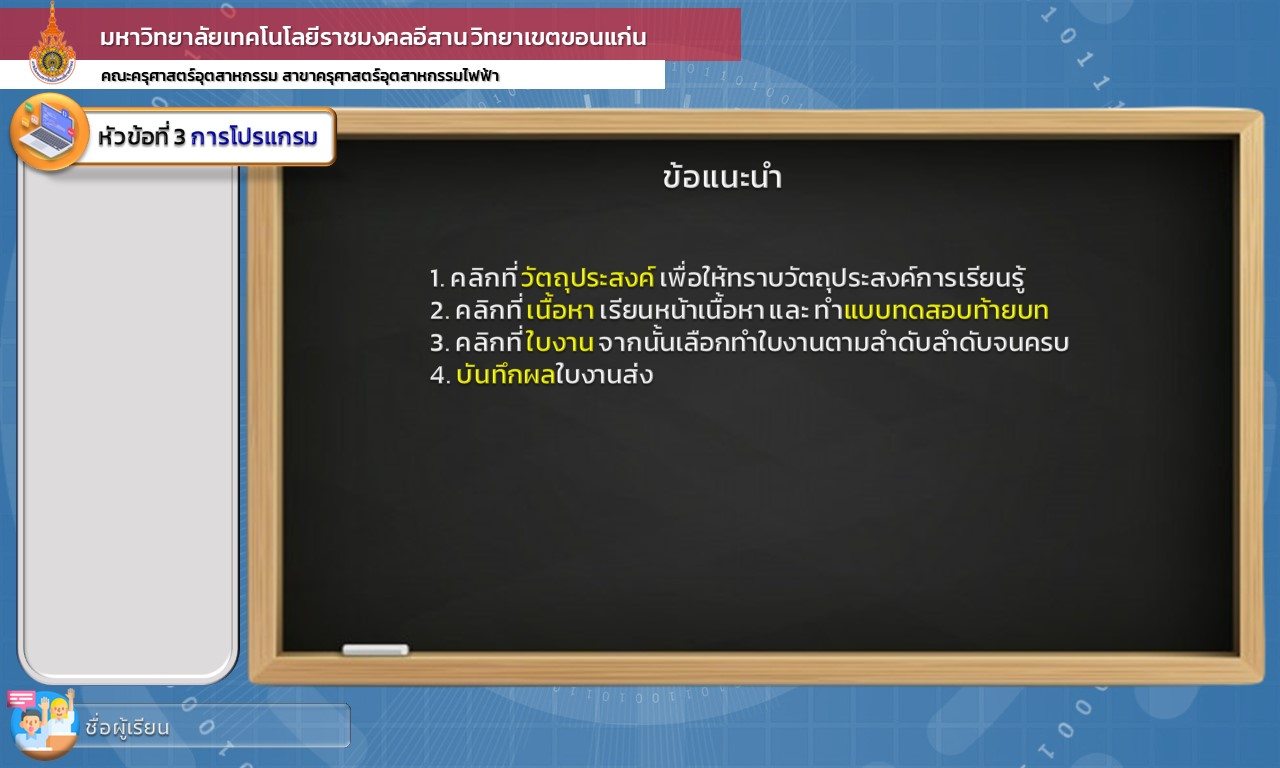 มหาวิทยาลัยเทคโนโลยีราชมงคลอีสาน วิทยาเขตขอนแก่น
คณะครุศาสตร์อุตสาหกรรม สาขาครุศาสตร์อุตสาหกรรมไฟฟ้า
หัวข้อที่ 3 การโปรแกรม
ข้อแนะนำ
1. คลิกที่ วัตถุประสงค์ เพื่อให้ทราบวัตถุประสงค์การเรียนรู้
2. คลิกที่ เนื้อหา เรียนหน้าเนื้อหา และ ทำแบบทดสอบท้ายบท
3. คลิกที่ ใบงาน จากนั้นเลือกทำใบงานตามลำดับลำดับจนครบ
4. บันทึกผลใบงานส่ง
ชื่อผู้เรียน